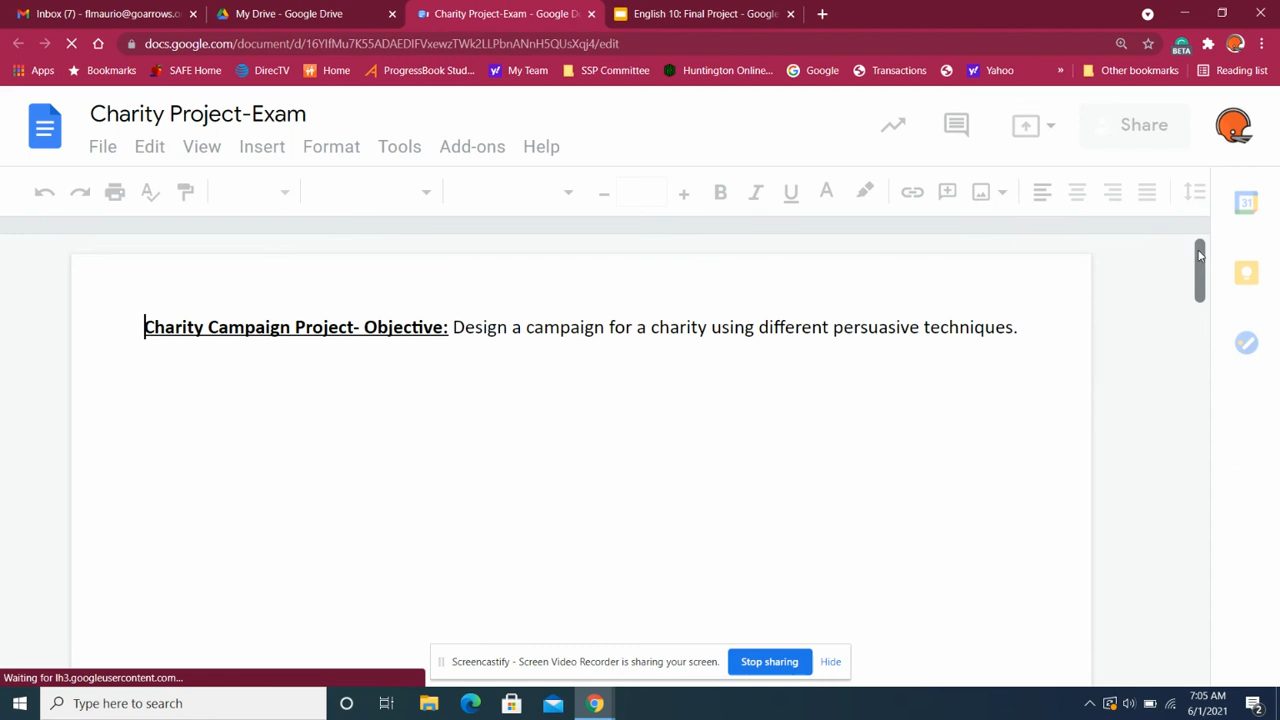 Inbox (7) - flmaurio@goarrows.o
My Drive - Google Drive
Charity Project-Exam - Google D
English 10: Final Project - Google
docs.google.com/document/d/16YIfMu7K55ADAEDIFVxewzTWk2LLPbnANnH5QUsXqj4/edit
BETA
Apps
Bookmarks
SAFE Home
DirecTV
Home
ProgressBook Stud...
My Team
SSP Committee
Huntington Online...
Google
Transactions
Yahoo
»
Other bookmarks
Reading list
Charity Project-Exam
File Edit View Insert Format Tools Add-ons Help
Share
B I U A
31
Charity Campaign Project- Objective: Design a campaign for a charity using different persuasive techniques.
Screencastify - Screen Video Recorder is sharing your screen.
Stop sharing
Hide
Waiting for lh3.googleusercontent.com...
Type here to search
7:05 AM
6/1/2021
2